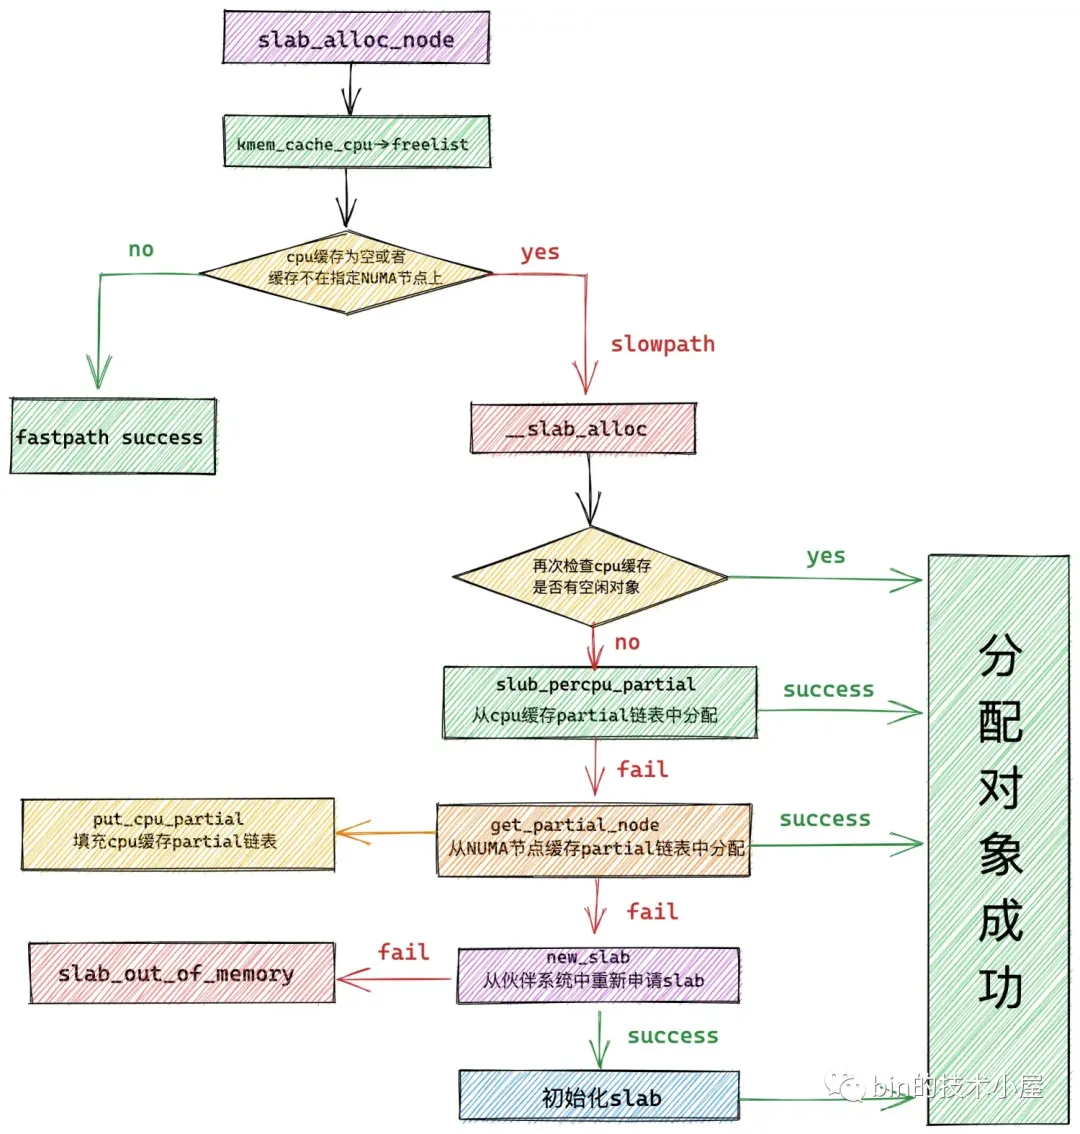 slab_alloc_node
kmem_cache_cpu→freelist
no
cpu缓存为空或者
缓存不在指定NUMA节点上
yes
slowpath
fastpath success
__slab_alloc
再次检查cpu缓存
是否有空闲对象
yes
no
slub_percpu_partial
从cpu缓存partial链表中分配
success
fail
put_cpu_partial
填充cpu缓存partial链表
get_partial_node
从NUMA节点缓存partial链表中分配
success
fail
slab_out_of_memory
fail
new_slab
从伙伴系统中重新申请slab
success
初始化slab
分配对象成功
bin的技术小屋